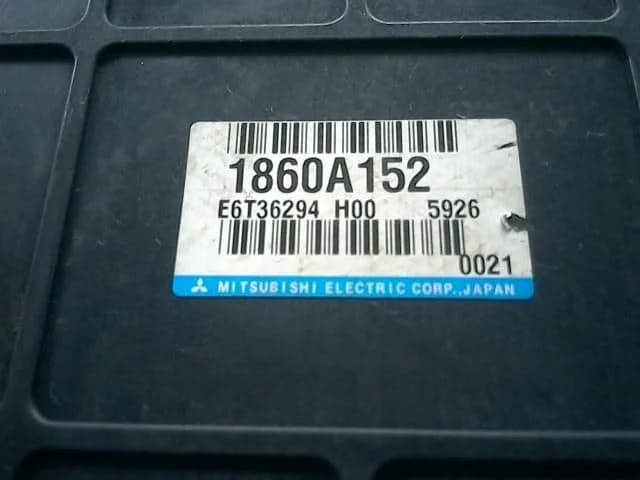 1860A152
E6T36294 H00 5926
0021
MITSUBISHI ELECTRIC CORP.,JAPAN